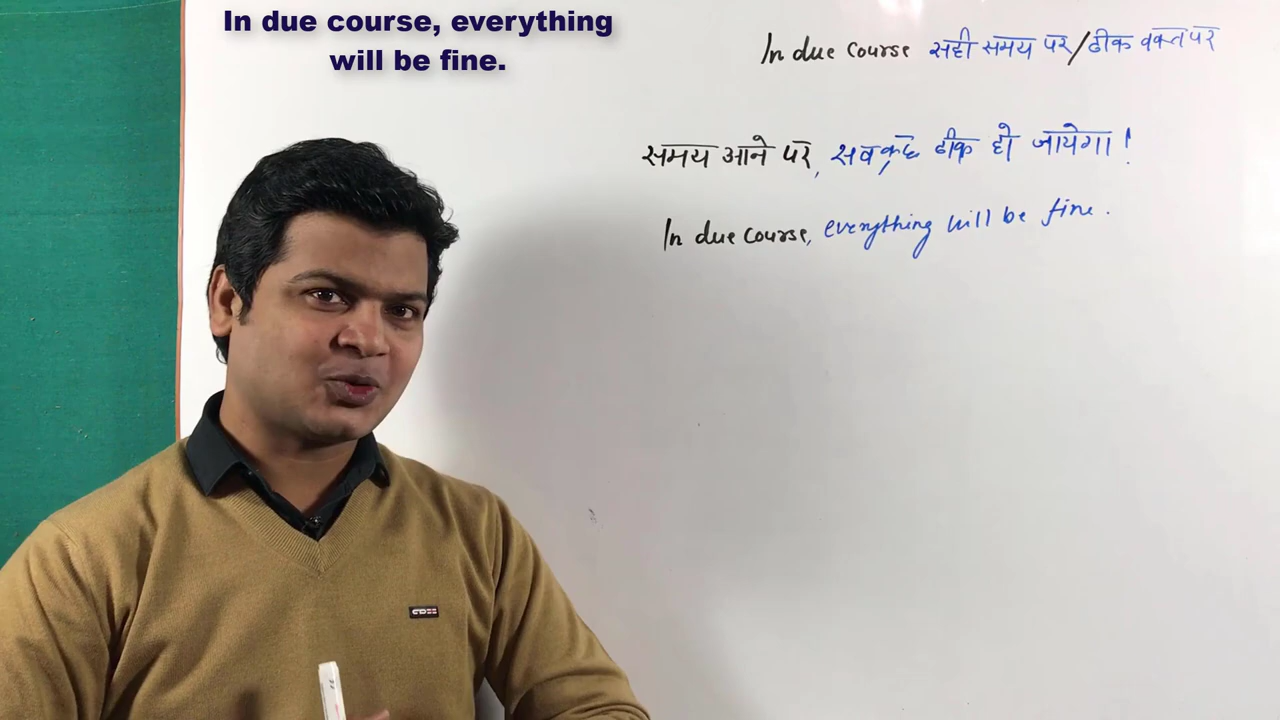 In due course, everything
will be fine.
In due course सही समय पर/ठीक वक्त पर
समय आने पर, सबकुछ ठीक हो जायेगा!
In due course, everything will be fine.